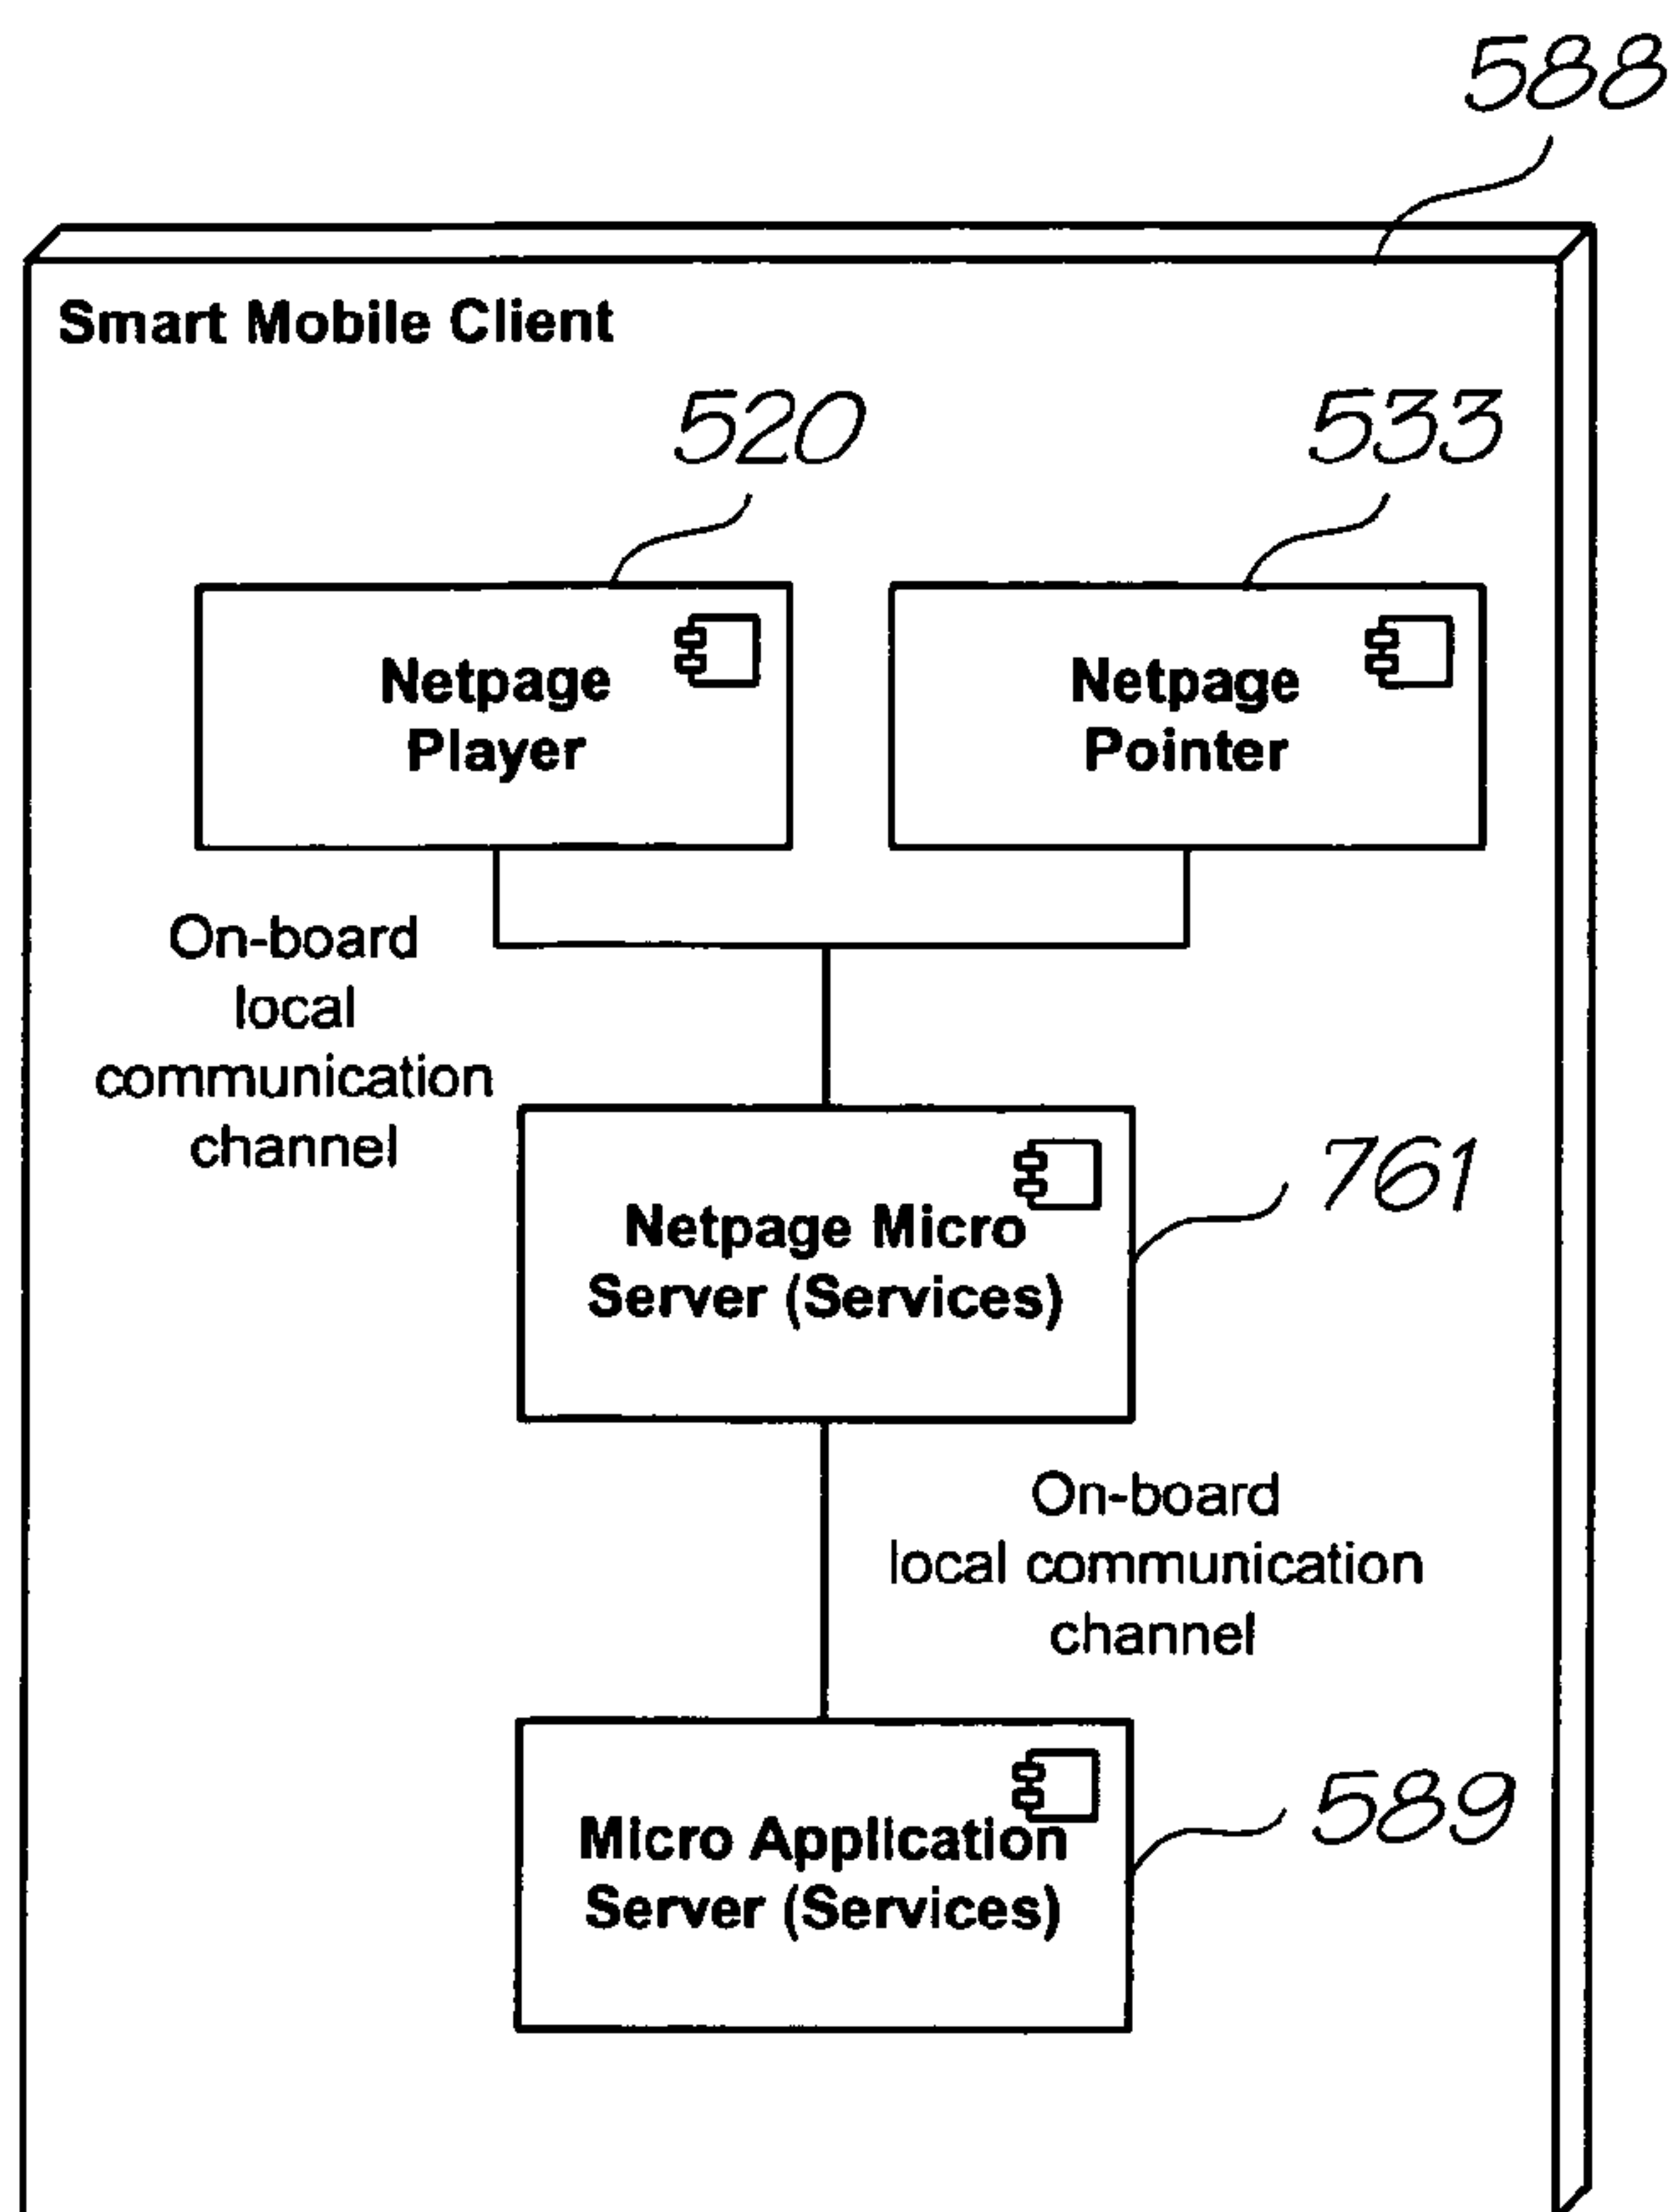 588
Smart Mobile Client
520
533
Netpage
Player
Netpage
Pointer
On-board
local
communication
channel
Netpage Micro
Server (Services)
761
On-board
local communication
channel
Micro Application
Server (Services)
589